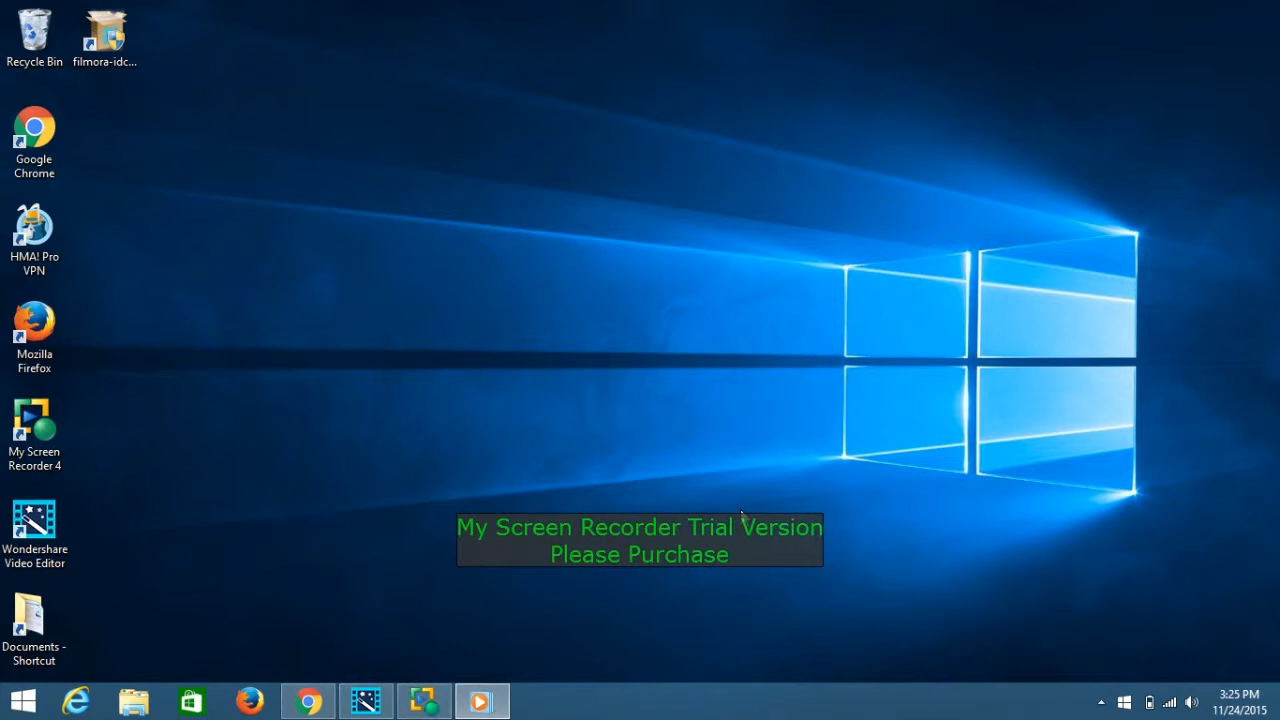 Recycle Bin
filmora-idc...
Google
Chrome
HMA! Pro
VPN
Mozilla
Firefox
My Screen
Recorder 4
Wondershare
Video Editor
Documents -
Shortcut
My Screen Recorder Trial Version
Please Purchase
3:25 PM
11/24/2015